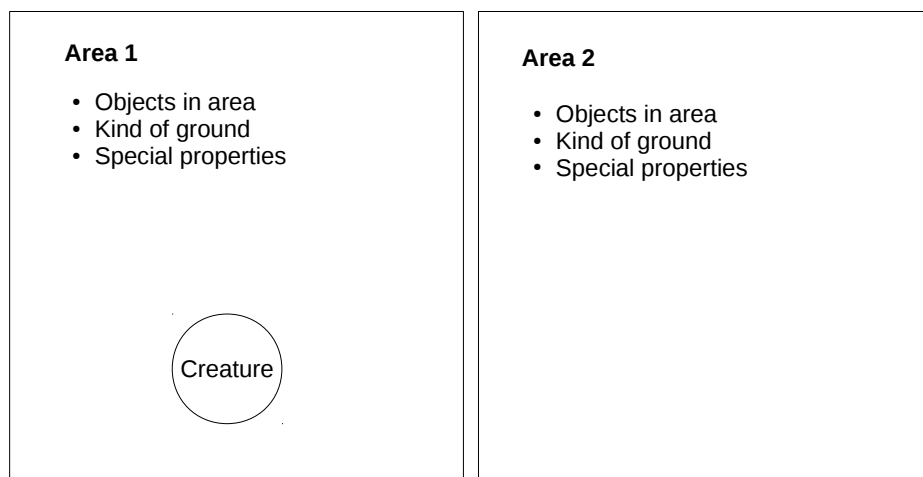 Area 1
• Objects in area
• Kind of ground
• Special properties
Creature
Area 2
• Objects in area
• Kind of ground
• Special properties